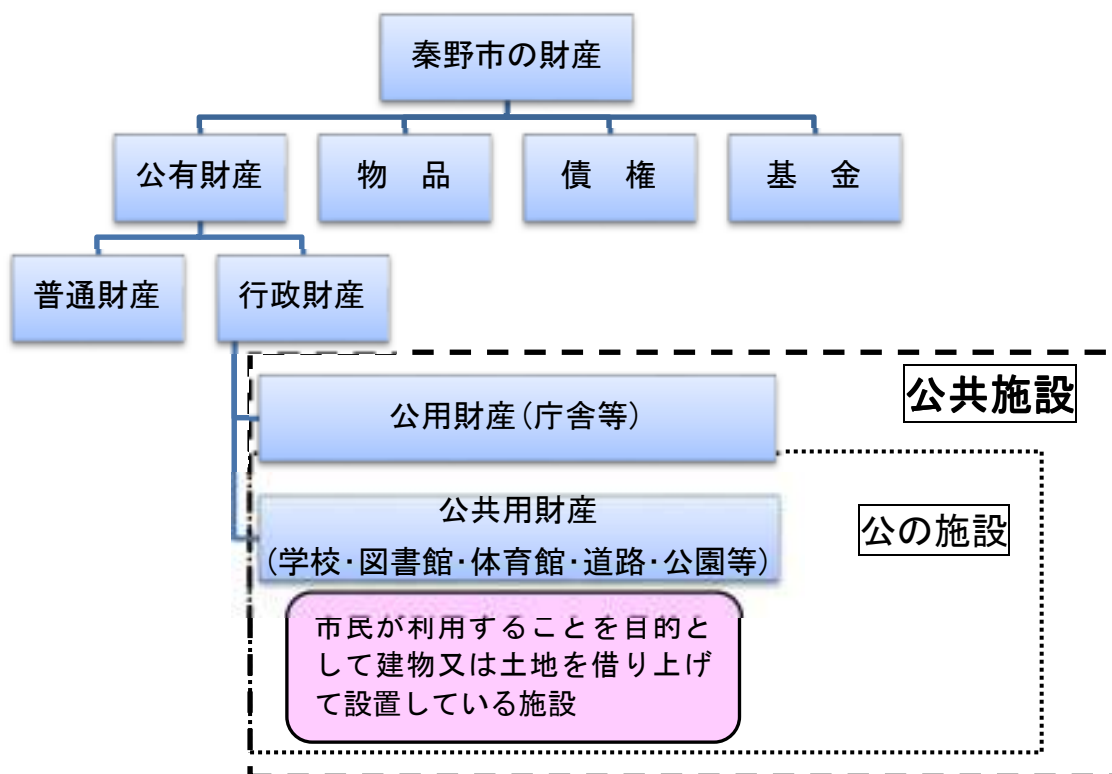 秦野市の財産
公有財産
物　品
債　権
基　金
普通財産
行政財産
公共施設
公用財産(庁舎等)
公の施設
公共用財産
(学校･図書館･体育館･道路･公園等)
市民が利用することを目的と
して建物又は土地を借り上げ
て設置している施設